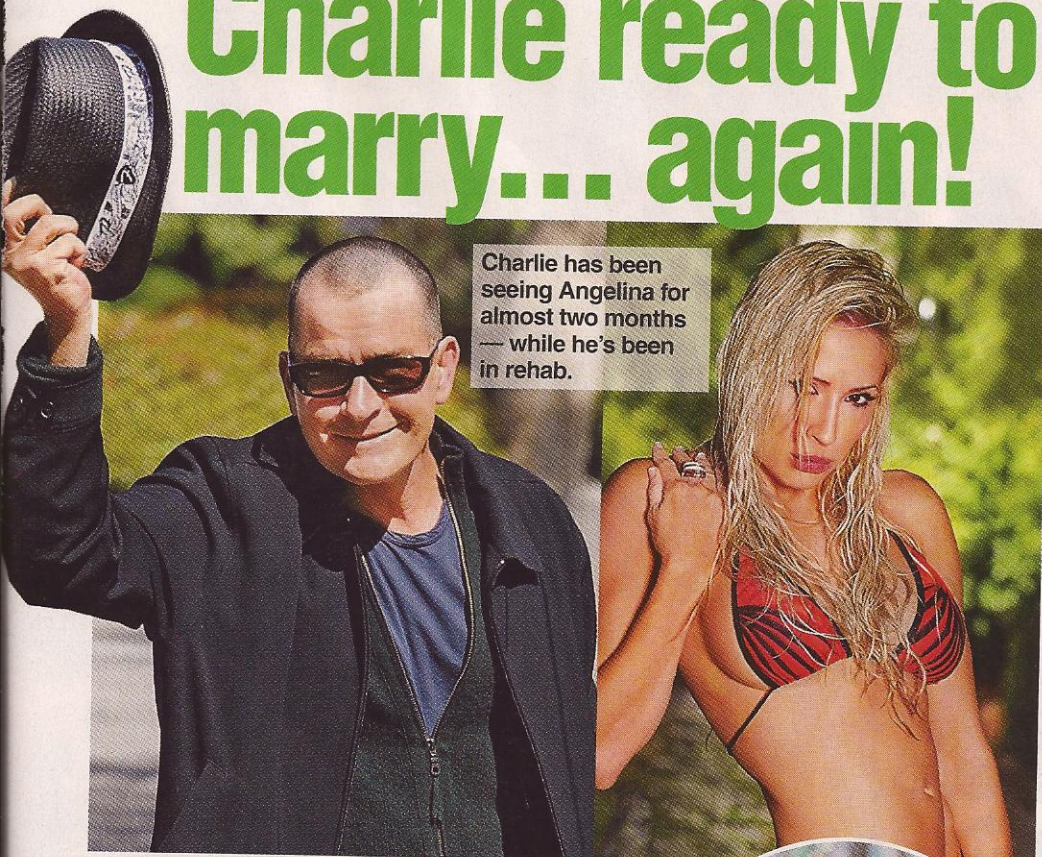 Charlie ready to
marry... again!
Charlie has been
seeing Angelina for
almost two months
— while he's been
in rehab.